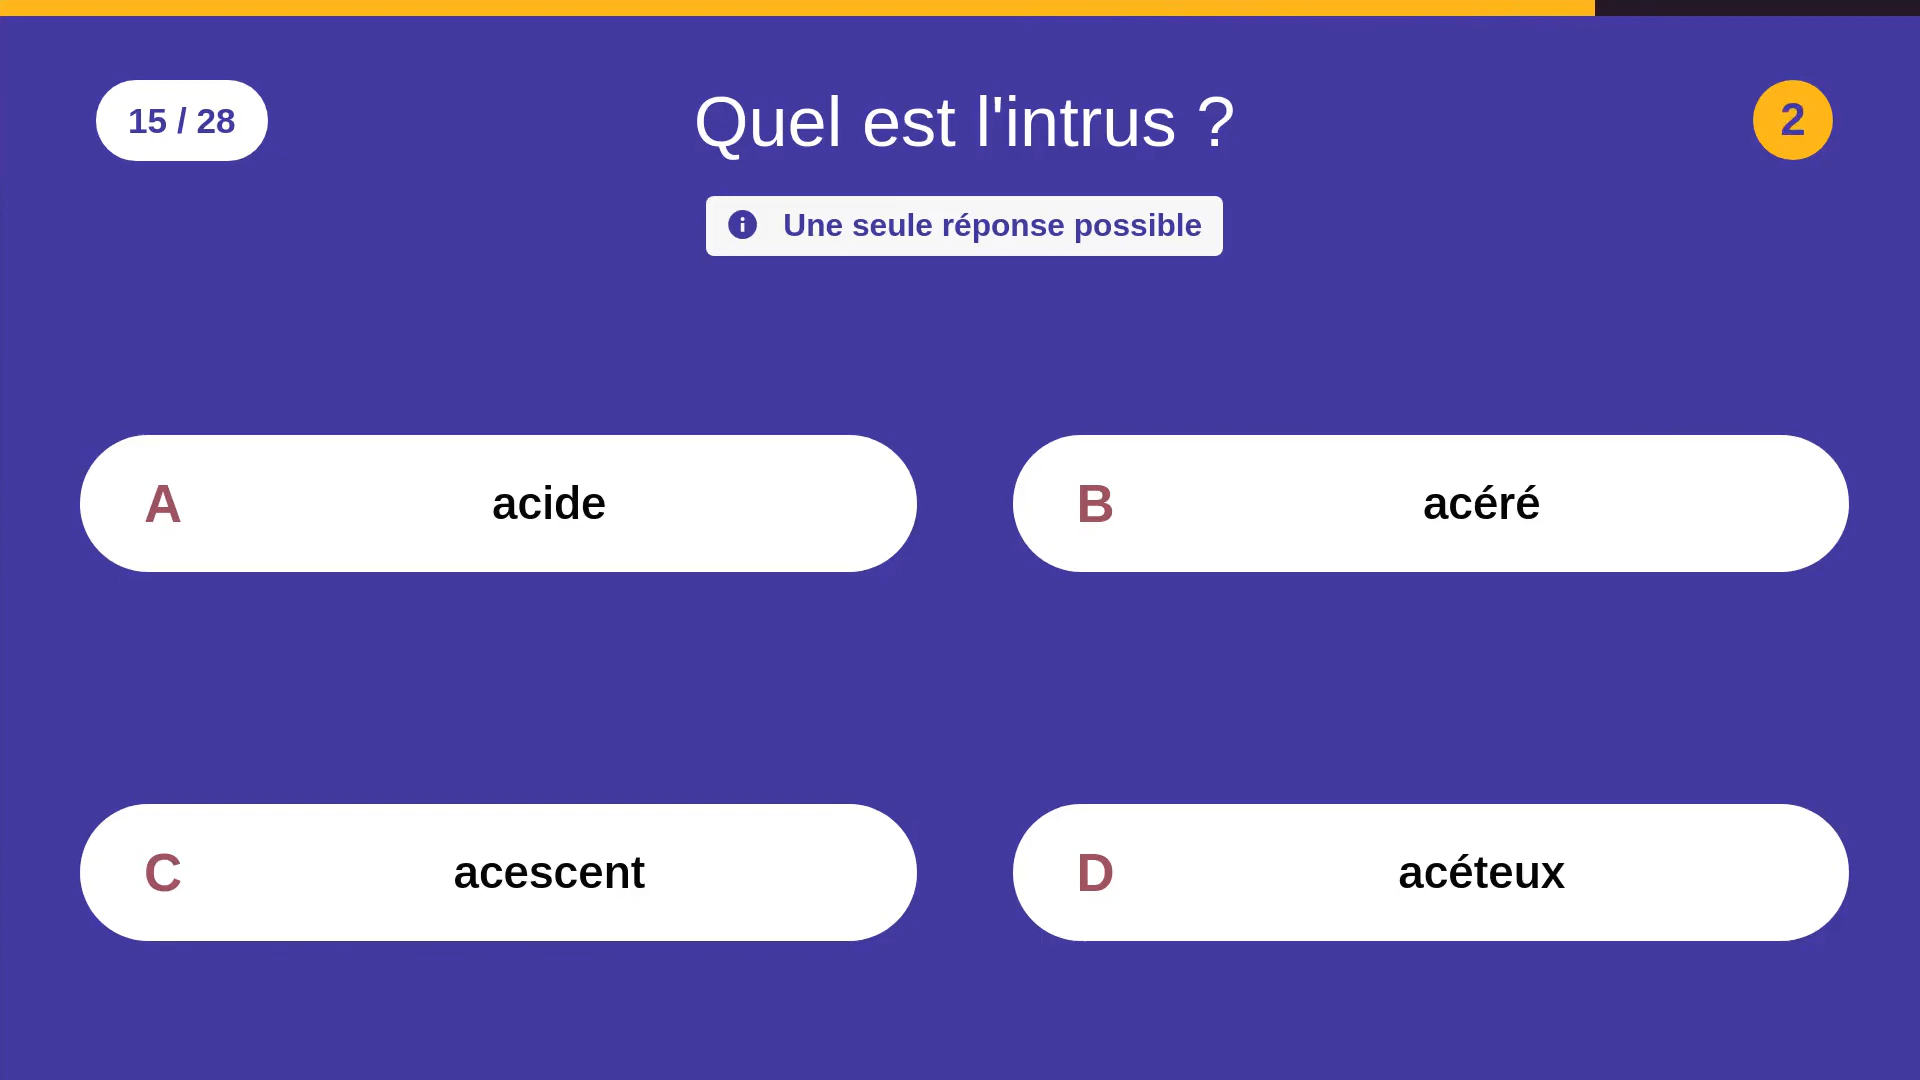 15 / 28
Quel est l'intrus ?
2
Une seule réponse possible
A
acide
B
acéré
C
acescent
D
acéteux